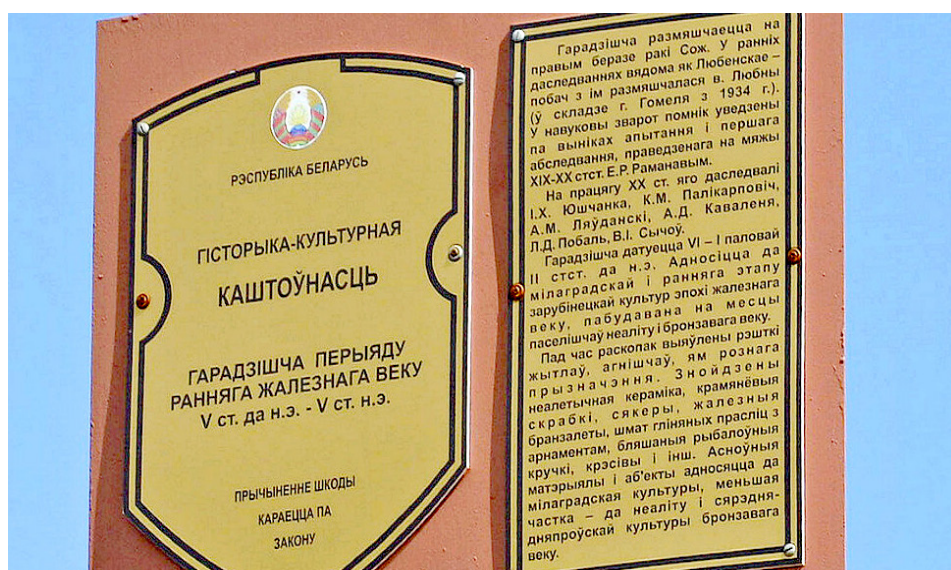 РЭСПУБЛІКА БЕЛАРУСЬ
ГІСТОРЫКА-КУЛЬТУРНАЯ
КАШТОЎНАСЦЬ
ГАРАДЗІШЧА ПЕРЫЯДУ
РАННЯГА ЖАЛЕЗНАГА ВЕКУ
V ст. да н.э. - V ст. н.э.
ПРЫЧЫНЕННЕ ШКОДЫ
КАРАЕЦЦА ПА
ЗАКОНУ
Гарадзішча размяшчаецца на
правым беразе ракі Сож. У ранніх
даследваннях вядома як Любенскае –
побач з ім размяшчалася в. Любны
(ў складзе г. Гомеля з 1934 г.).
У навуковы зварот помнік уведзены
па выніках апытання і першага
абследвання, праведзенага на мяжы
XIX-XX стст. Е.Р. Раманавым.
На працягу XX ст. яго даследвалі
І.Х. Юшчанка, К.М. Палікарповіч,
А.М. Ляўданскі, А.Д. Каваленя,
Л.Д. Побаль, В.І. Сычоў.
Гарадзішча датуецца VI – I паловай
II стст. да н.э. Адносіцца да
мілаградскай і ранняга этапу
зарубінецкай культур эпохі жалезнага
веку, пабудавана на месцы
паселішчаў неаліту і бронзавага веку.
Пад час раскопак выяўлены рэшткі
жытлаў, агнішчаў, ям рознага
прызначэння. Знойдзены
неалетычная кераміка, крамянёвыя
скрабкі, сякеры, жалезныя
бранзалеты, шмат гліняных прасліц з
арнаментам, бляшаныя рыбалоўныя
кручкі, крэсівы і інш. Асноўныя
матэрыялы і аб'екты адносяцца да
мілаградская культуры, меньшая
частка – да неаліту і сярэдня-
дняпроўскай культуры бронзавага
веку.